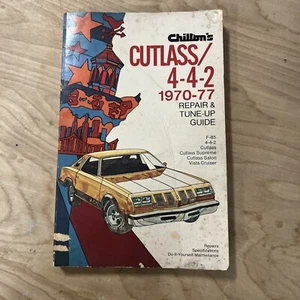 Chilton's
CUTLASS/
4-4-2
1970-77
REPAIR &
TUNE-UP
GUIDE
F-85
4-4-2
Cutlass
Cutlass Supreme
Cutlass Salon
Vista Cruiser
Repairs
Specifications
Do-It-Yourself Maintenance